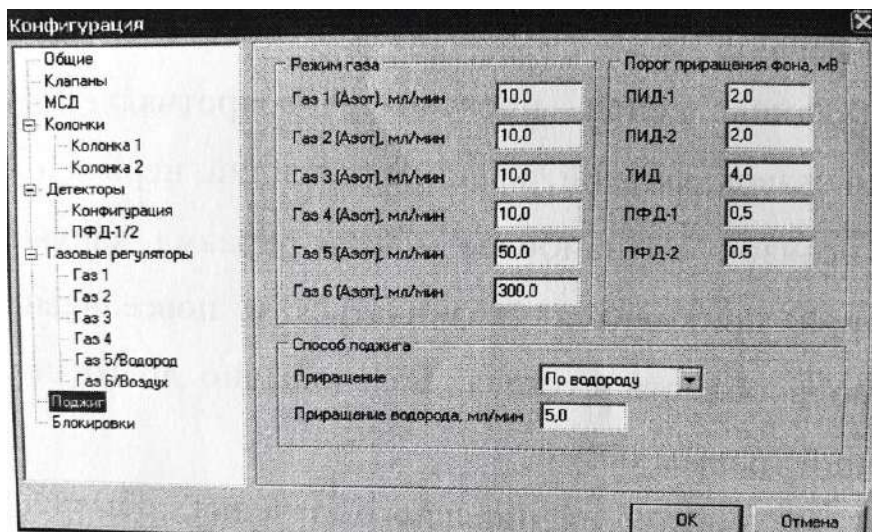 Конфигурация
Общие
Клапаны
МСД
Колонки
Колонка 1
Колонка 2
Детекторы
Конфигурация
ПФД-1/2
Газовые регуляторы
Газ 1
Газ 2
Газ 3
Газ 4
Газ 5/Водород
Газ 6/Воздух
Поджиг
Блокировки
Режим газа
Газ 1 (Азот), мл/мин 10,0
Газ 2 (Азот), мл/мин 10,0
Газ 3 (Азот), мл/мин 10,0
Газ 4 (Азот), мл/мин 10,0
Газ 5 (Азот), мл/мин 50,0
Газ 6 (Азот), мл/мин 300,0
Порог приращения фона, мВ
ПИД-1 2,0
ПИД-2 2,0
ТИД 4,0
ПФД-1 0,5
ПФД-2 0,5
Способ поджига
Приращение По водороду
Приращение водорода, мл/мин 5,0
ОК Отмена